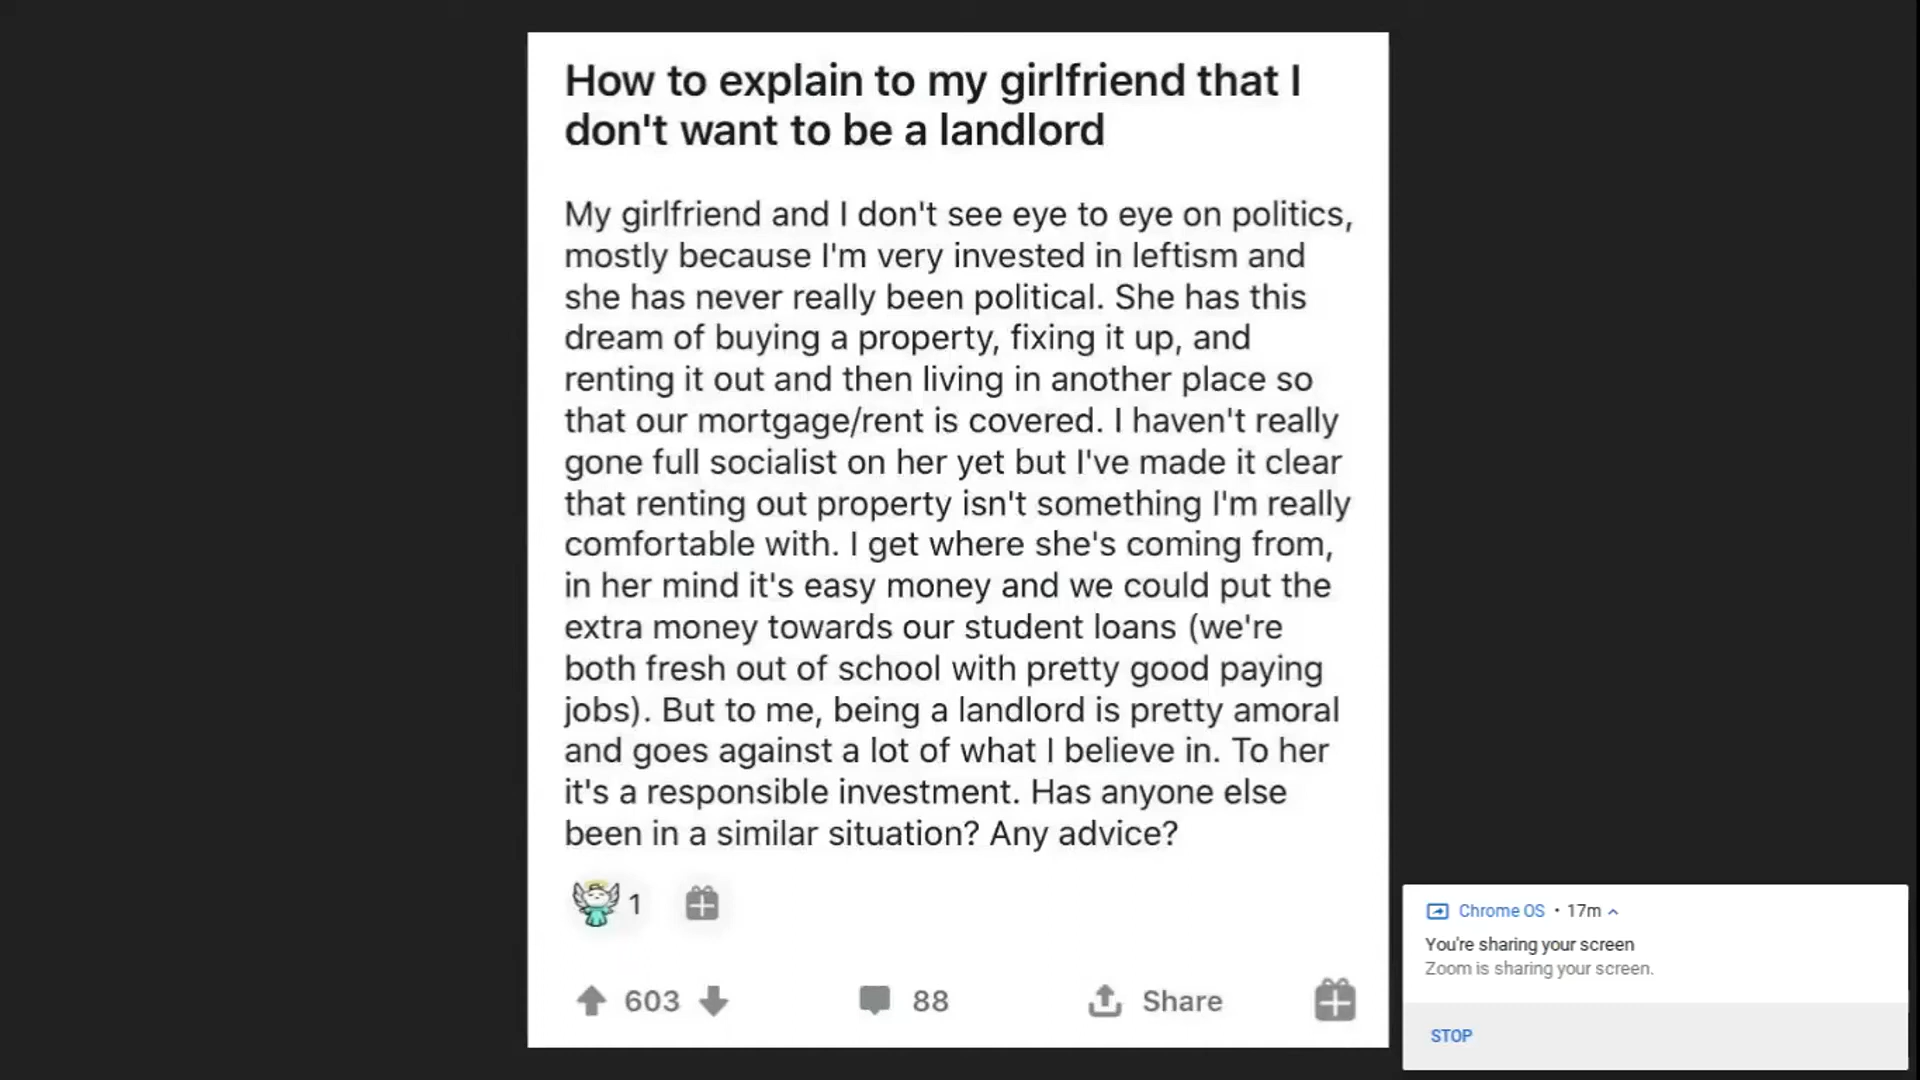 How to explain to my girlfriend that I
don't want to be a landlord
My girlfriend and I don't see eye to eye on politics,
mostly because I'm very invested in leftism and
she has never really been political. She has this
dream of buying a property, fixing it up, and
renting it out and then living in another place so
that our mortgage/rent is covered. I haven't really
gone full socialist on her yet but I've made it clear
that renting out property isn't something I'm really
comfortable with. I get where she's coming from,
in her mind it's easy money and we could put the
extra money towards our student loans (we're
both fresh out of school with pretty good paying
jobs). But to me, being a landlord is pretty amoral
and goes against a lot of what I believe in. To her
it's a responsible investment. Has anyone else
been in a similar situation? Any advice?
1
603 88 Share
Chrome OS • 17m
You're sharing your screen
Zoom is sharing your screen.
STOP